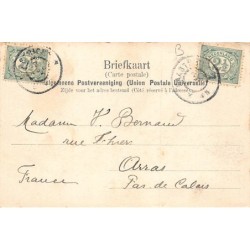 Briefkaart
(Carte postale)
Algemeene Postvereeniging (Union Postale Universelle)
Zijde voor het adres bestemd (Côté réservé à l'adresse)
Madame V. Bernard
rue Thiers
Arras
France
Pas de Calais